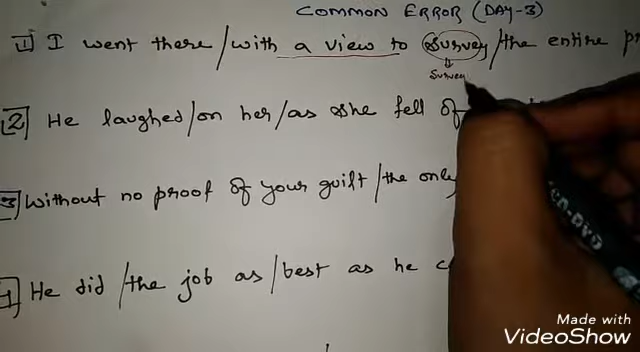 COMMON ERROR (DAY-3)
1 I went there / with a view to survey / the entire
survey
2 He laughed / on her / as she fell of
3 Without no proof of your guilt / the only
4 He did / the job as / best as he
Made with
VideoShow